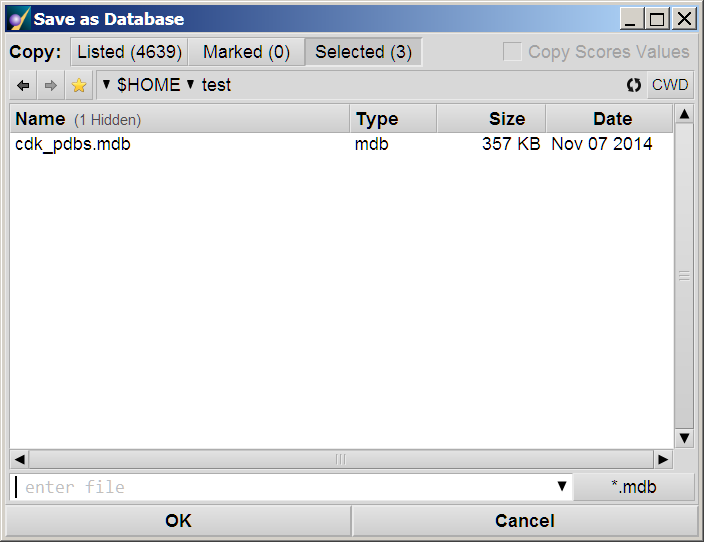 Save as Database
Copy: Listed (4639) Marked (0) Selected (3) Copy Scores Values
$HOME test CWD
Name (1 Hidden) Type Size Date
cdk_pdbs.mdb mdb 357 KB Nov 07 2014
enter file *.mdb
OK Cancel